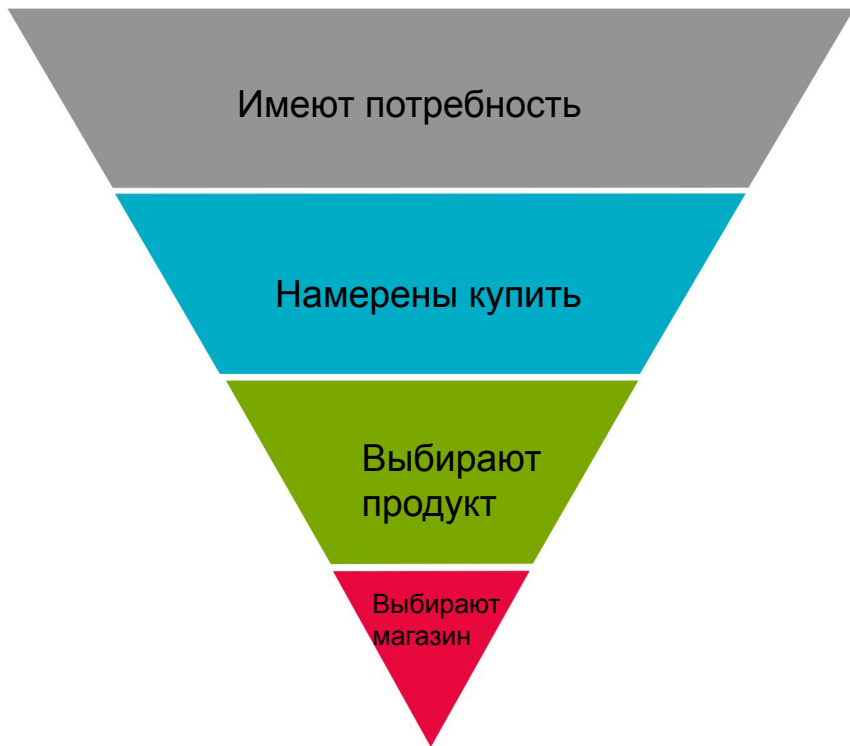 Имеют потребность
Намерены купить
Выбирают
продукт
Выбирают
магазин